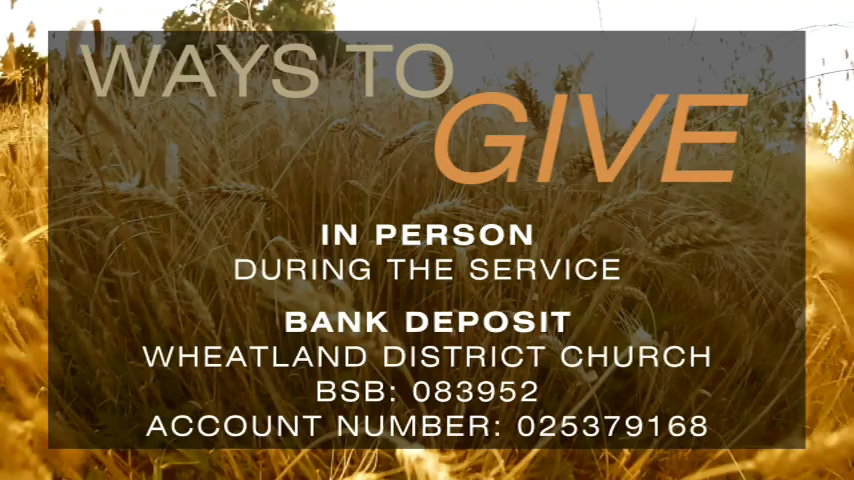 WAYS TO
GIVE
IN PERSON
DURING THE SERVICE
BANK DEPOSIT
WHEATLAND DISTRICT CHURCH
BSB: 083952
ACCOUNT NUMBER: 025379168